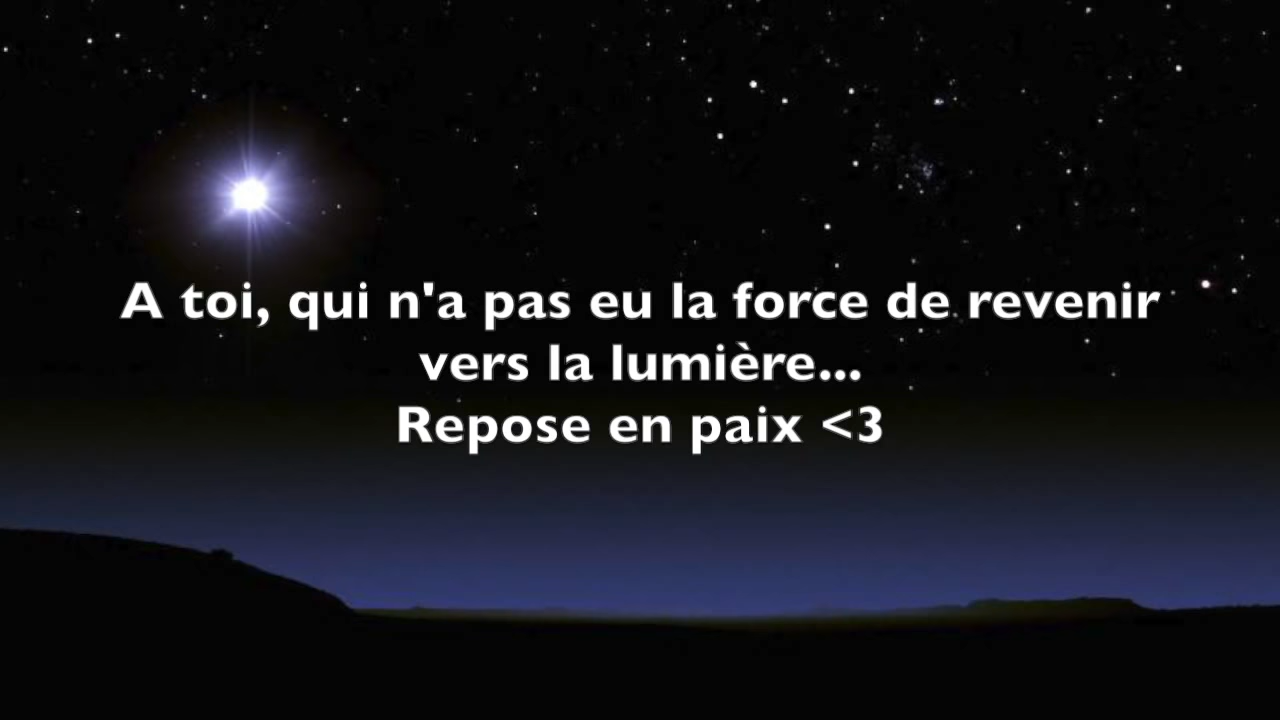 A toi, qui n'a pas eu la force de revenir
vers la lumière...
Repose en paix <3